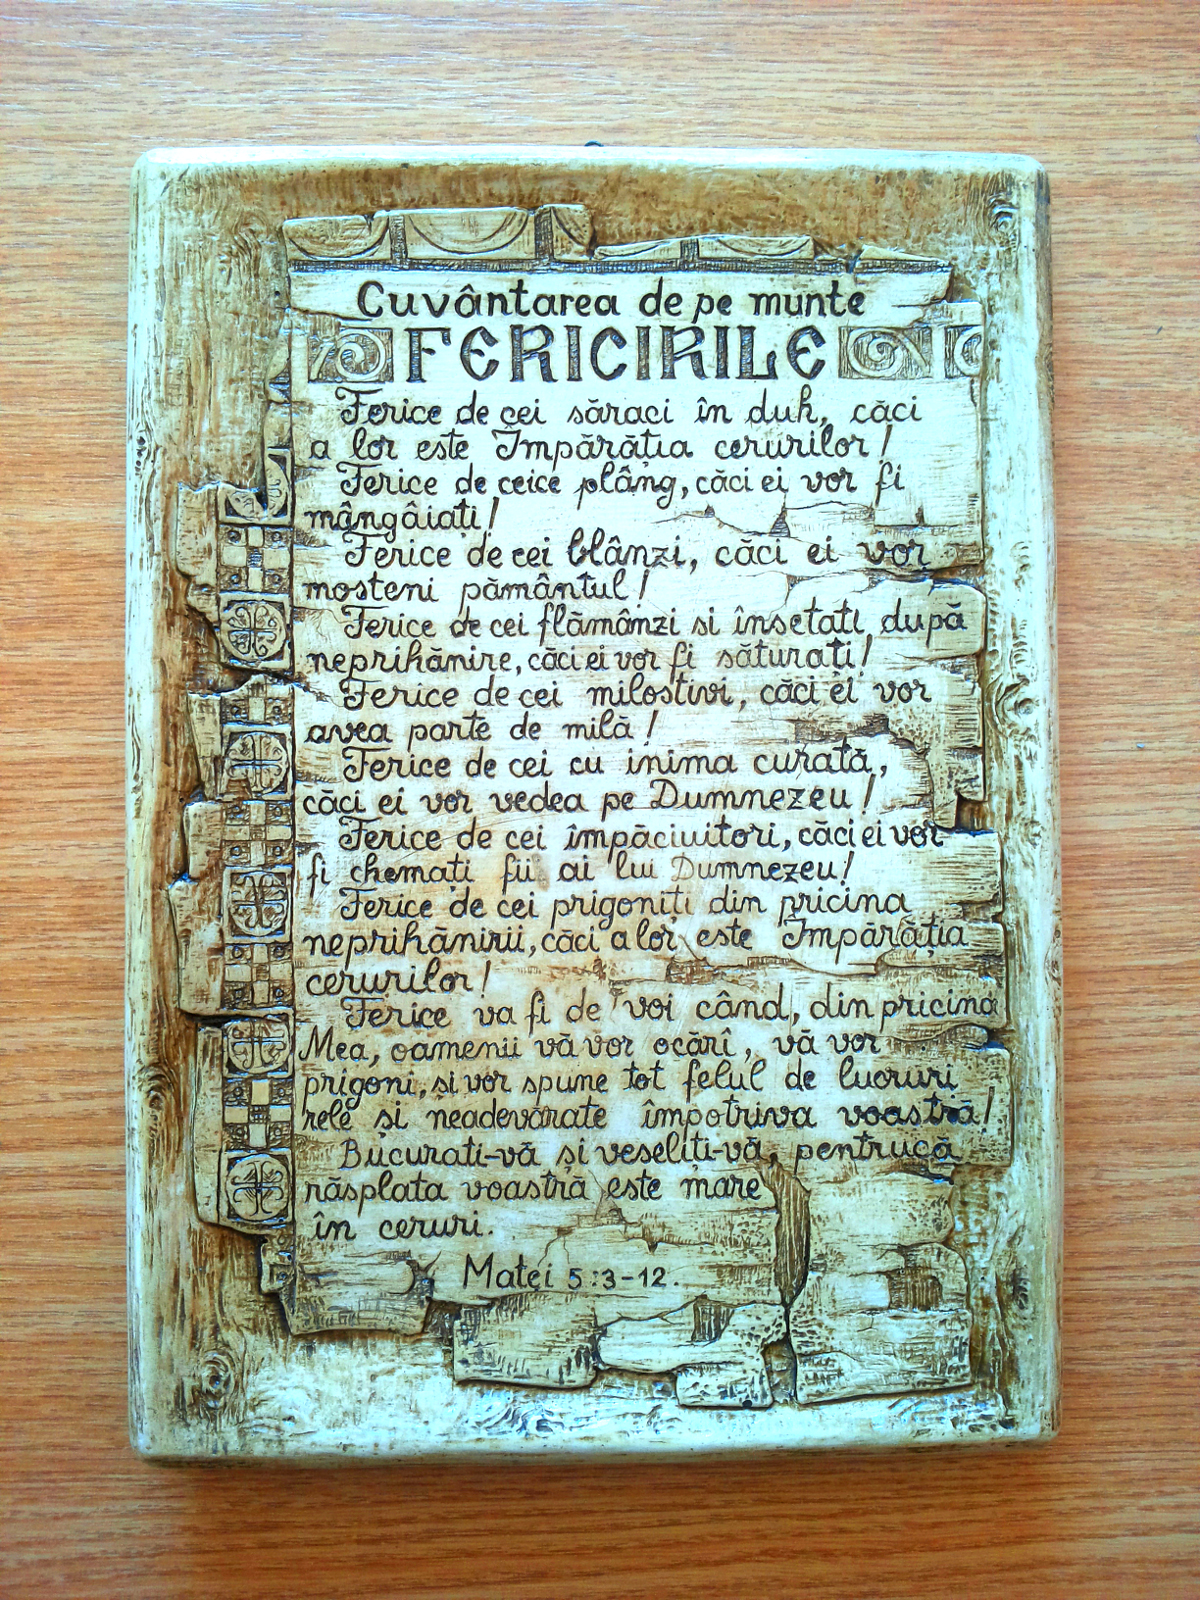 Cuvântarea de pe munte
FERICIRILE
Ferice de cei săraci în duh, căci
a lor este Împărăția cerurilor!
Ferice de ceice plâng, căci ei vor fi
mângâiați!
Ferice de cei blânzi, căci ei vor
moșteni pămăntul!
Ferice de cei flămânzi si însetati după
neprihănire, căci ei vor fi săturați!
Ferice de cei milostivi, căci ei vor
avea parte de milă!
Ferice de cei cu inima curată,
căci ei vor vedea pe Dumnezeu!
Ferice de cei împăciuitori, căci ei vor
fi chemați fii ai lui Dumnezeu!
Ferice de cei prigoniți din pricina
neprihănirii, căci a lor este Împărăția
cerurilor!
Ferice va fi de voi când, din pricina
Mea, oamenii vă vor ocărî, vă vor
prigoni, si vor spune tot felul de lucruri
rele și neadevărate împotriva voastră!
Bucurati-vă și veseliți-vă, pentrucă
răsplata voastră este mare
în ceruri.
Matei 5:3-12.